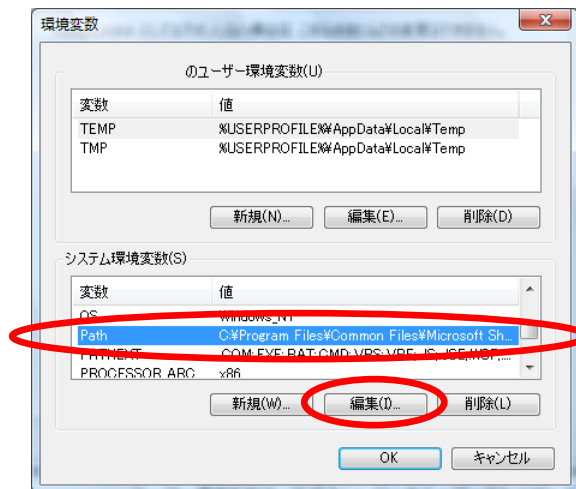 環境変数
のユーザー環境変数(U)
変数 値
TEMP %USERPROFILE%¥AppData¥Local¥Temp
TMP %USERPROFILE%¥AppData¥Local¥Temp
新規(N)... 編集(E)... 削除(D)
システム環境変数(S)
変数 値
OS Windows_NT
Path C:¥Program Files¥Common Files¥Microsoft Sh...
PATHEXT .COM;.EXE;.BAT;.CMD;.VBS;.VBE;.JS;.JSE;.WSF;...
PROCESSOR_ARC... x86
新規(W)... 編集(I)... 削除(L)
OK キャンセル